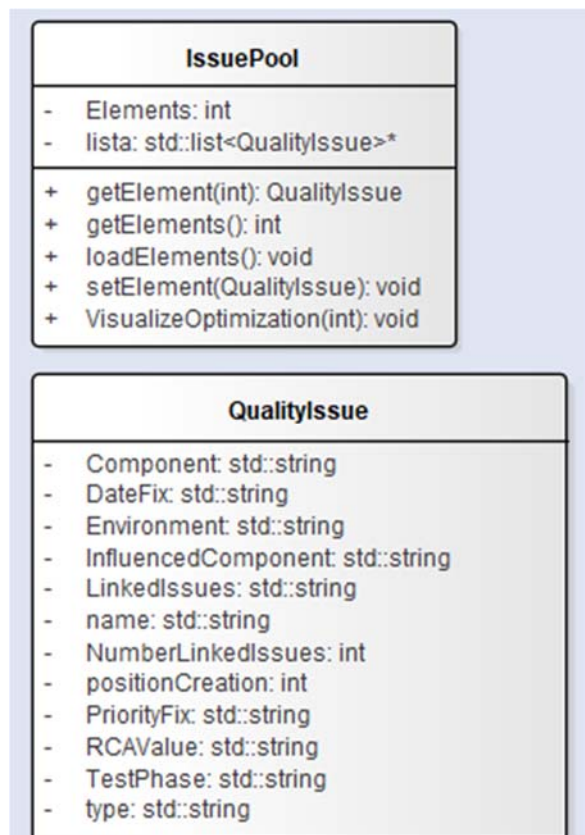 IssuePool
- Elements: int
- lista: std::list<QualityIssue>*
+ getElement(int): QualityIssue
+ getElements(): int
+ loadElements(): void
+ setElement(QualityIssue): void
+ VisualizeOptimization(int): void
QualityIssue
- Component: std::string
- DateFix: std::string
- Environment: std::string
- InfluencedComponent: std::string
- LinkedIssues: std::string
- name: std::string
- NumberLinkedIssues: int
- positionCreation: int
- PriorityFix: std::string
- RCAValue: std::string
- TestPhase: std::string
- type: std::string